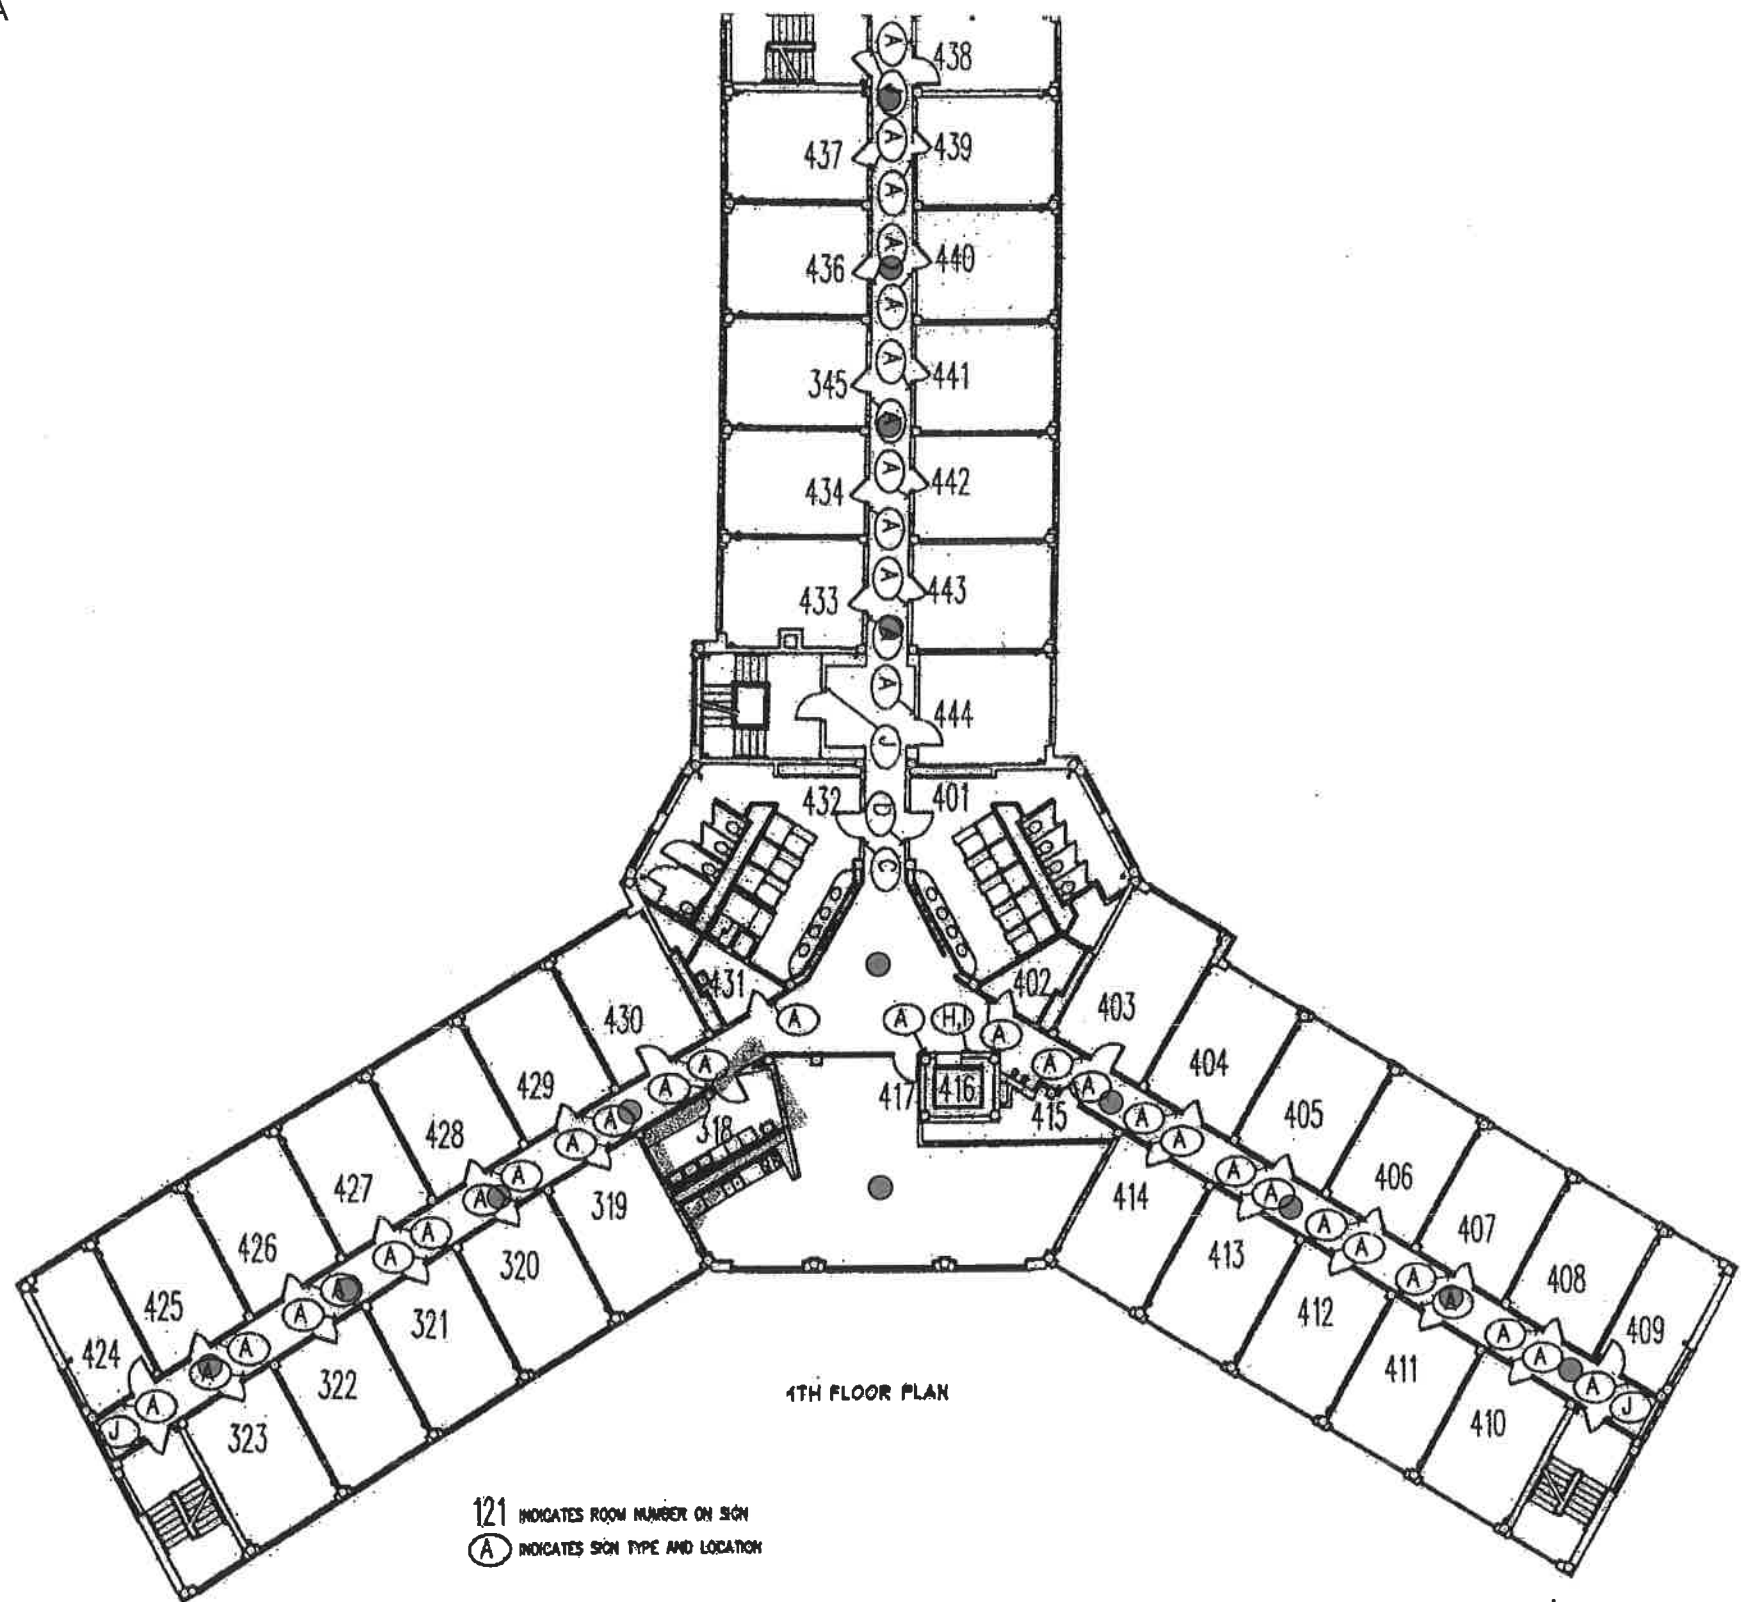 A
A 438
437 A 439
A
436 A 440
A
345 A 441
A
434 A 442
A
433 A 443
A
A 444
J
432 D 401
C
431 A A H,I A 402
430 A A 403
429 A A 318 417 416 415 A A 404
428 A A 319 414 A A 405
427 A A 320 413 A A 406
426 A A 321 412 A A 407
425 A A 322 411 A A 408
424 A J 323 410 A J 409
4TH FLOOR PLAN
121 INDICATES ROOM NUMBER ON SIGN
A INDICATES SIGN TYPE AND LOCATION